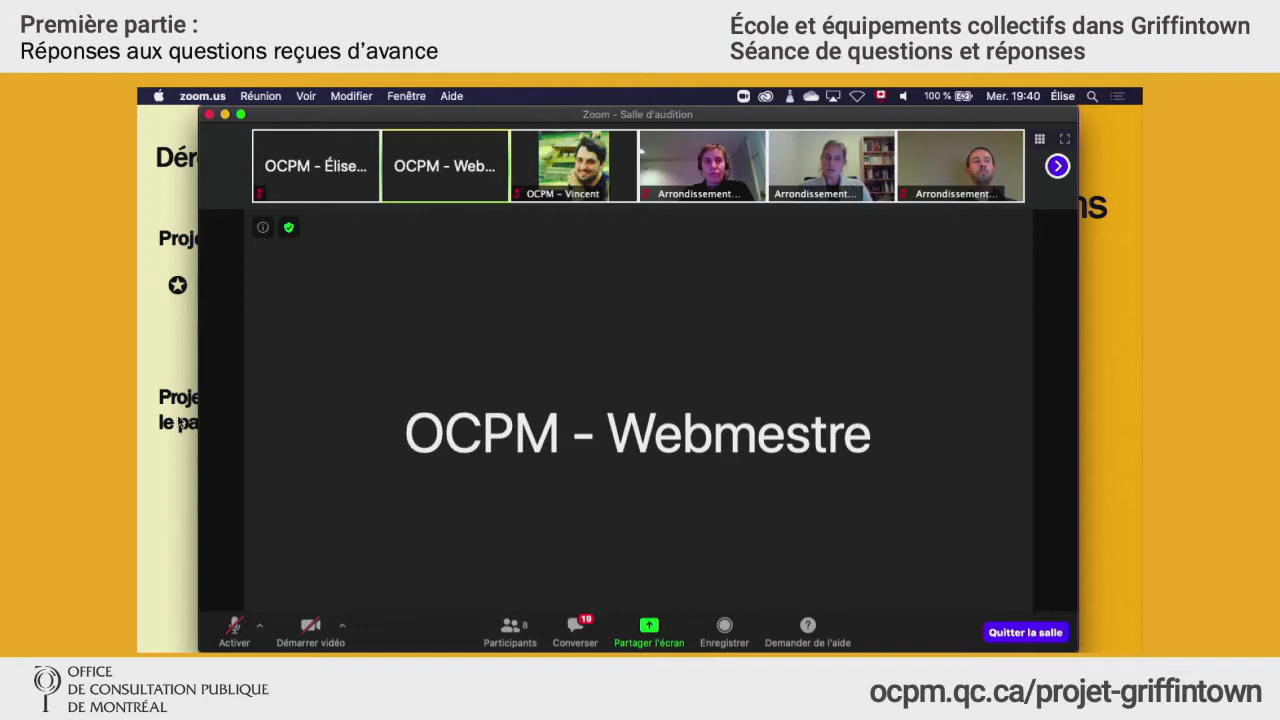 Première partie :
Réponses aux questions reçues d’avance
École et équipements collectifs dans Griffintown
Séance de questions et réponses
zoom.us Réunion Voir Modifier Fenêtre Aide
100 % Mer. 19:40 Élise
Zoom - Salle d'audition
OCPM - Élise...
OCPM - Web...
OCPM - Vincent
Arrondissement...
Arrondissement...
Arrondissement...
Proje
Proje
le pa
OCPM - Webmestre
Activer
Démarrer vidéo
Participants 8
Converser 19
Partager l'écran
Enregistrer
Demander de l'aide
Quitter la salle
OFFICE
DE CONSULTATION PUBLIQUE
DE MONTRÉAL
ocpm.qc.ca/projet-griffintown